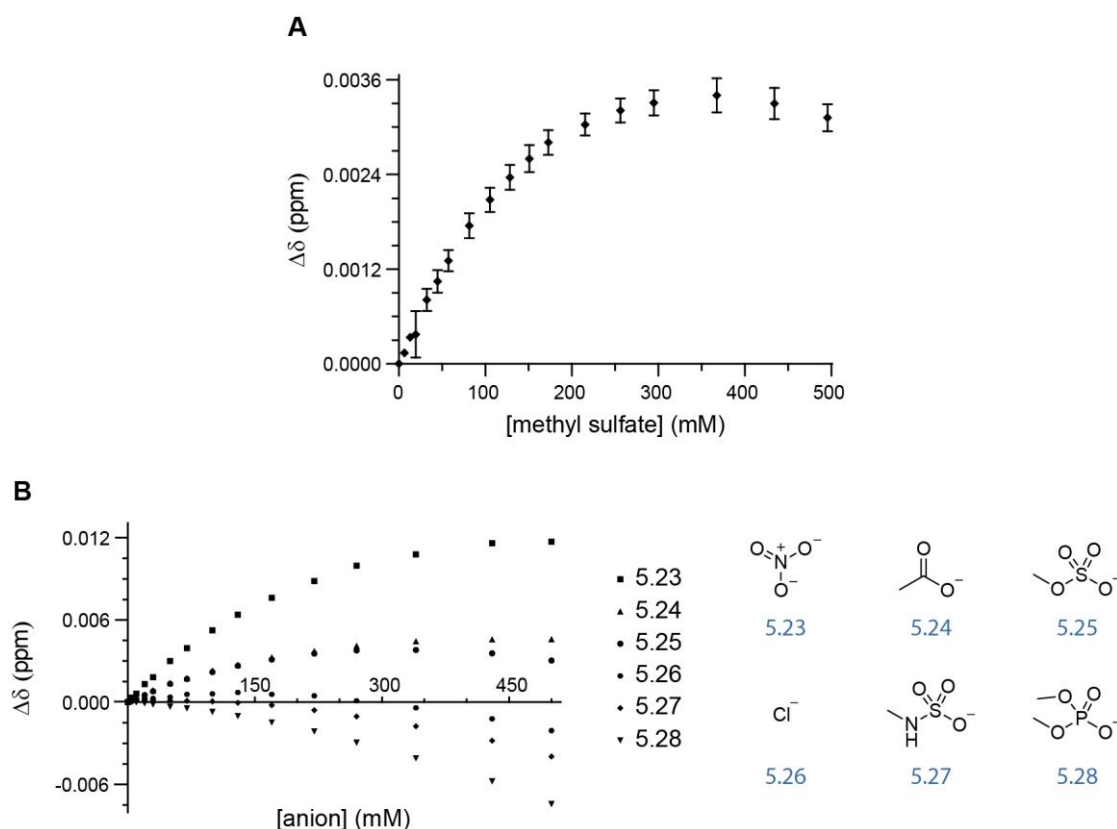 A
0.0036
0.0024
0.0012
0.0000
Δδ (ppm)
0 100 200 300 400 500
[methyl sulfate] (mM)
B
0.012
0.006
0.000
-0.006
Δδ (ppm)
150 300 450
[anion] (mM)
5.23
5.24
5.25
5.26
5.27
5.28
O N + O − O −
5.23
O O −
5.24
O O S O O −
5.25
Cl −
5.26
O O S N H O −
5.27
O O P O O −
5.28